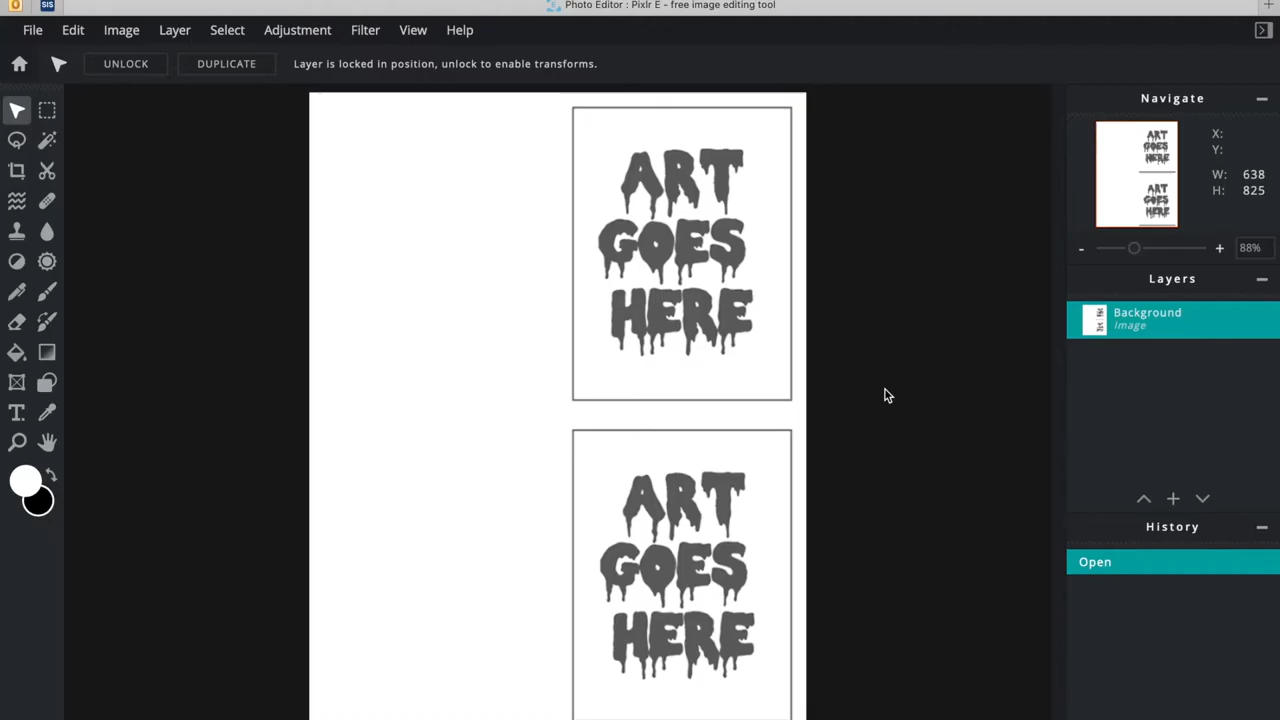 SIS
Photo Editor : Pixlr E - free image editing tool
File Edit Image Layer Select Adjustment Filter View Help
UNLOCK DUPLICATE Layer is locked in position, unlock to enable transforms.
Navigate
X:
Y:
W: 638
H: 825
- + 88%
Layers
Background
Image
History
Open
ART
GOES
HERE
ART
GOES
HERE